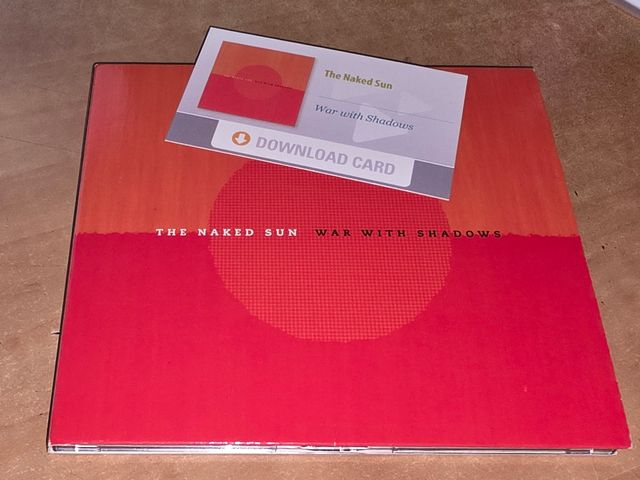 The Naked Sun
War with Shadows
DOWNLOAD CARD
THE NAKED SUN WAR WITH SHADOWS